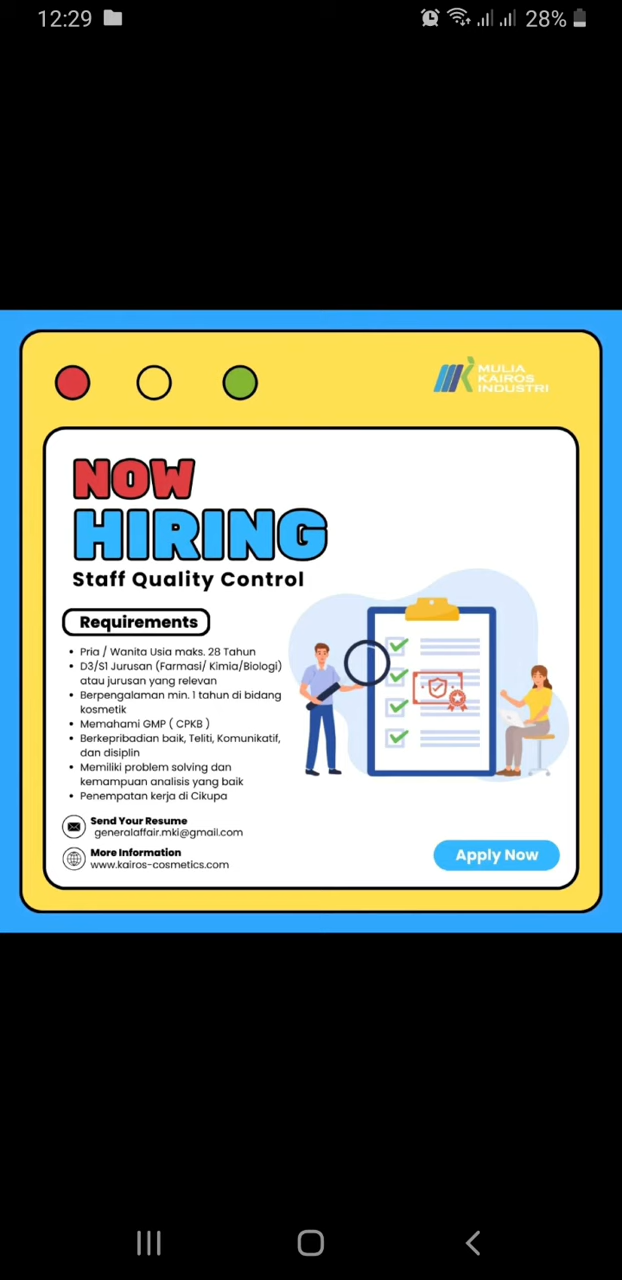 12:29
28%
MULIA
KAIROS
INDUSTRI
NOW
HIRING
Staff Quality Control
Requirements
• Pria / Wanita Usia maks. 28 Tahun
• D3/S1 Jurusan (Farmasi/ Kimia/Biologi)
atau jurusan yang relevan
• Berpengalaman min. 1 tahun di bidang
kosmetik
• Memahami GMP ( CPKB )
• Berkepribadian baik, Teliti, Komunikatif,
dan disiplin
• Memiliki problem solving dan
kemampuan analisis yang baik
• Penempatan kerja di Cikupa
Send Your Resume
generalaffair.mki@gmail.com
More Information
www.kairos-cosmetics.com
Apply Now